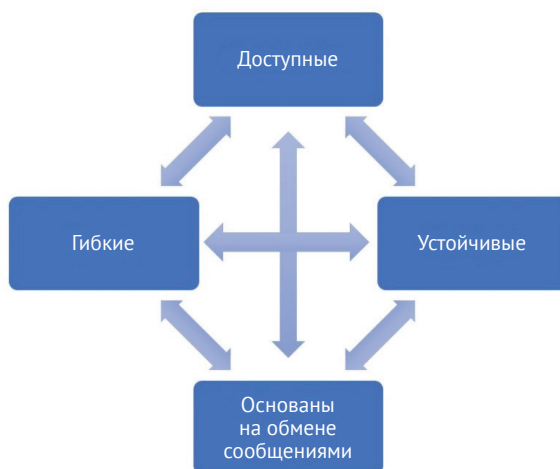 Доступные
Гибкие
Устойчивые
Основаны
на обмене
сообщениями